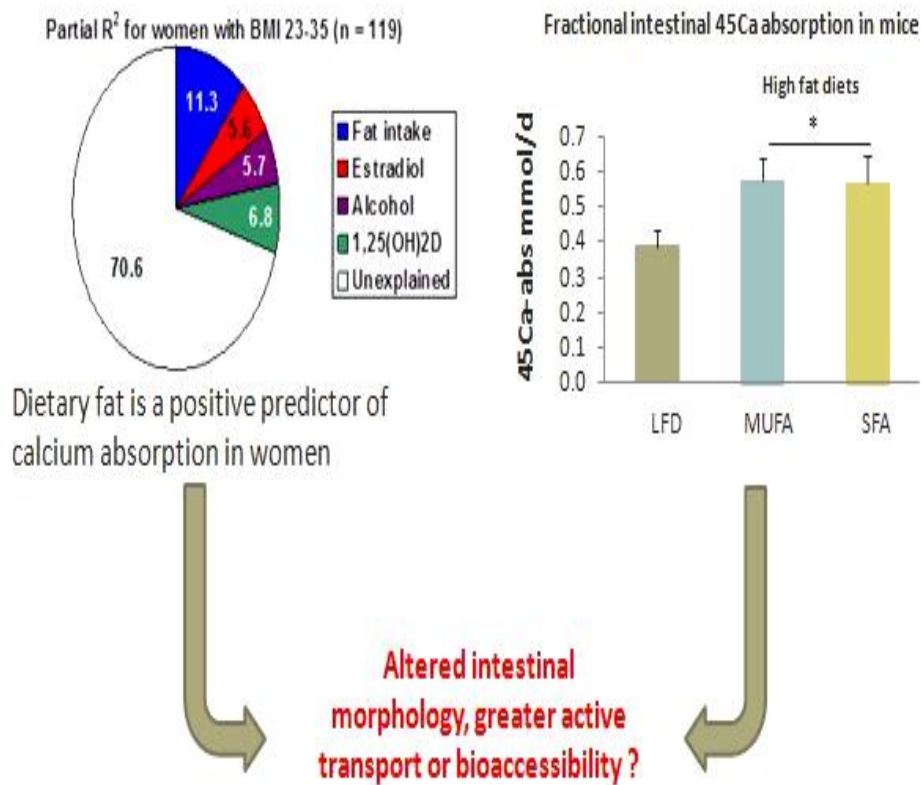 Partial R² for women with BMI 23-35 (n = 119)
11.3
5.6
5.7
6.8
70.6
Fat intake
Estradiol
Alcohol
1,25(OH)2D
Unexplained
Dietary fat is a positive predictor of
calcium absorption in women
Fractional intestinal 45Ca absorption in mice
High fat diets
*
45Ca-abs mmol/d
0.7
0.6
0.5
0.4
0.3
0.2
0.1
0.0
LFD MUFA SFA
Altered intestinal
morphology, greater active
transport or bioaccessibility ?